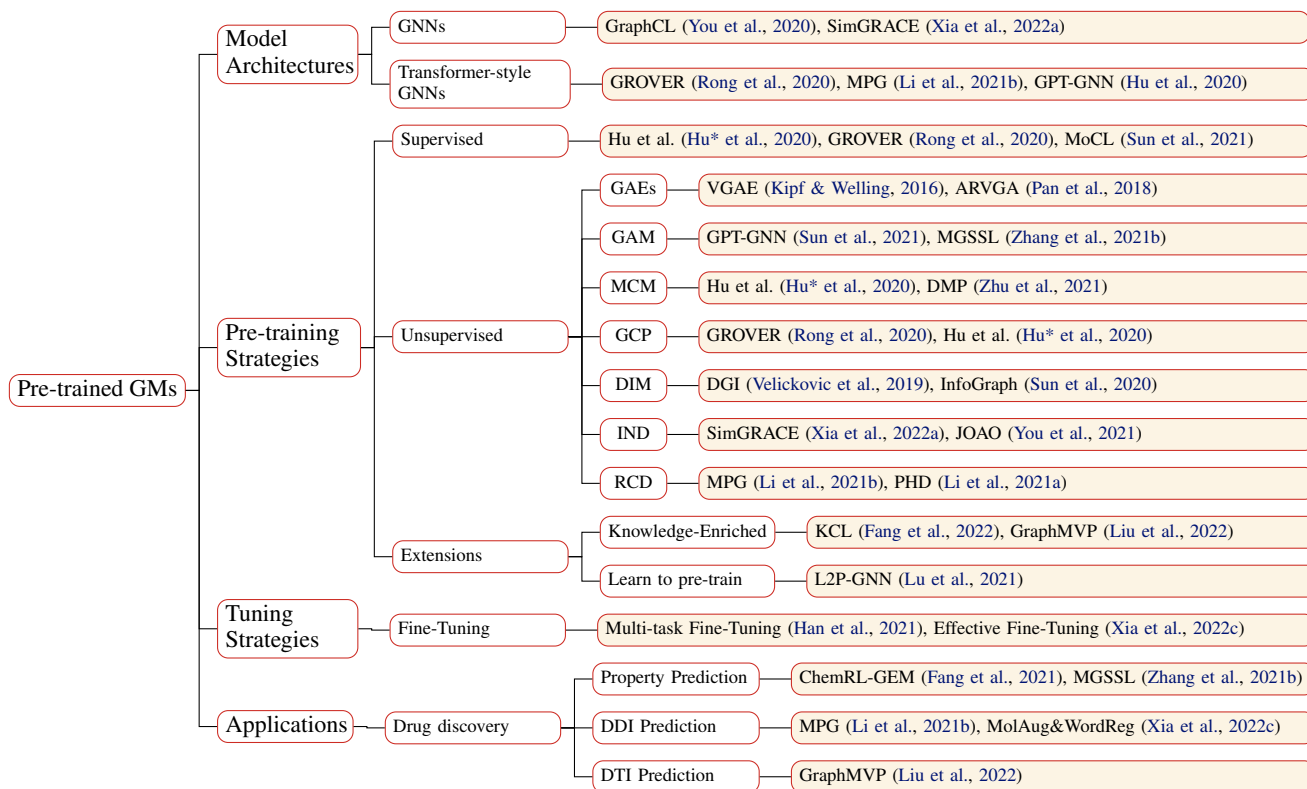 Pre-trained GMs
Model
Architectures
GNNs
GraphCL (You et al., 2020), SimGRACE (Xia et al., 2022a)
Transformer-style
GNNs
GROVER (Rong et al., 2020), MPG (Li et al., 2021b), GPT-GNN (Hu et al., 2020)
Pre-training
Strategies
Supervised
Hu et al. (Hu* et al., 2020), GROVER (Rong et al., 2020), MoCL (Sun et al., 2021)
Unsupervised
GAEs
VGAE (Kipf & Welling, 2016), ARVGA (Pan et al., 2018)
GAM
GPT-GNN (Sun et al., 2021), MGSSL (Zhang et al., 2021b)
MCM
Hu et al. (Hu* et al., 2020), DMP (Zhu et al., 2021)
GCP
GROVER (Rong et al., 2020), Hu et al. (Hu* et al., 2020)
DIM
DGI (Velickovic et al., 2019), InfoGraph (Sun et al., 2020)
IND
SimGRACE (Xia et al., 2022a), JOAO (You et al., 2021)
RCD
MPG (Li et al., 2021b), PHD (Li et al., 2021a)
Extensions
Knowledge-Enriched
KCL (Fang et al., 2022), GraphMVP (Liu et al., 2022)
Learn to pre-train
L2P-GNN (Lu et al., 2021)
Tuning
Strategies
Fine-Tuning
Multi-task Fine-Tuning (Han et al., 2021), Effective Fine-Tuning (Xia et al., 2022c)
Applications
Drug discovery
Property Prediction
ChemRL-GEM (Fang et al., 2021), MGSSL (Zhang et al., 2021b)
DDI Prediction
MPG (Li et al., 2021b), MolAug&WordReg (Xia et al., 2022c)
DTI Prediction
GraphMVP (Liu et al., 2022)